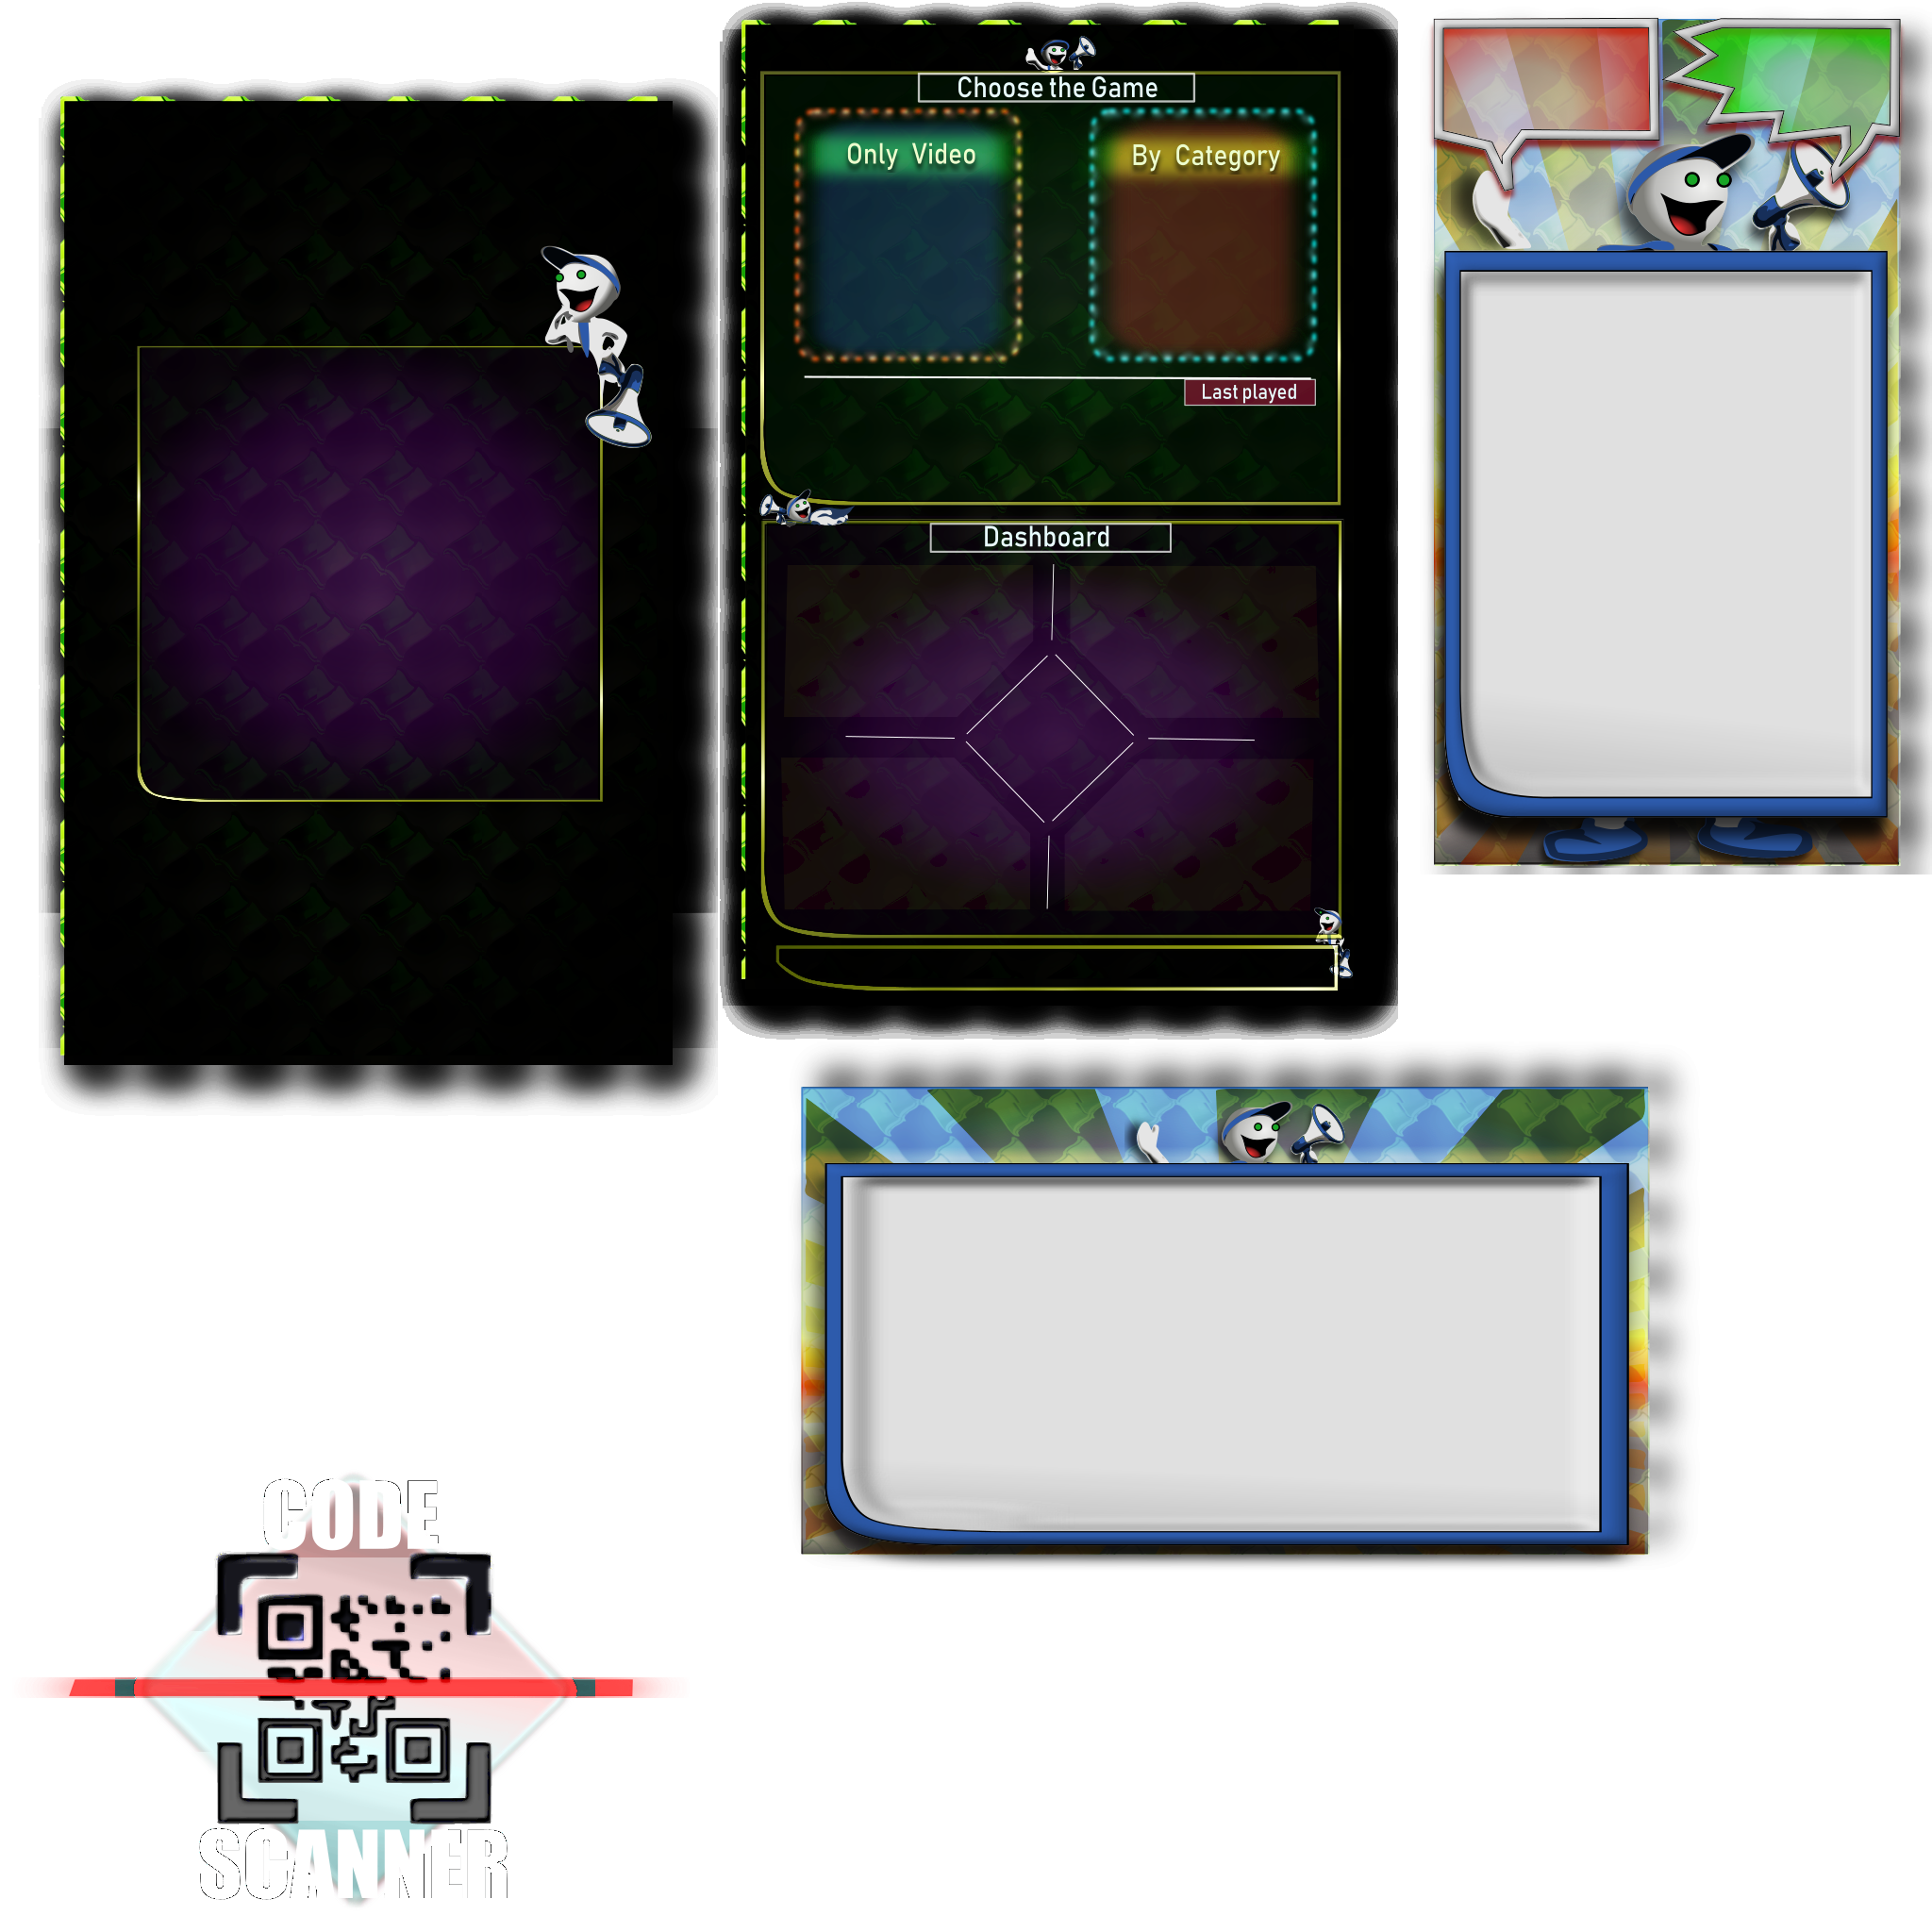 Choose the Game
Only Video
By Category
Last played
Dashboard
CODE
SCANNER